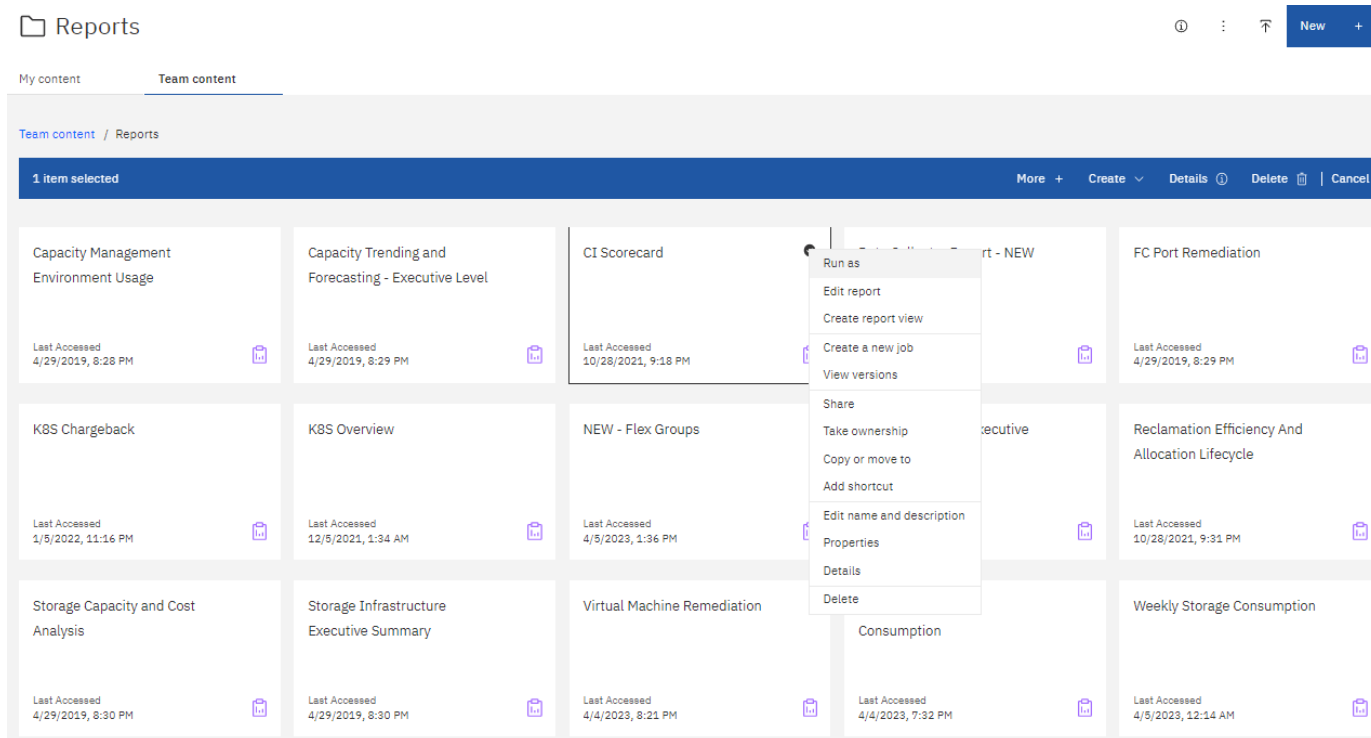 Reports
New +
My content
Team content
Team content / Reports
1 item selected
More +
Create
Details
Delete
| Cancel
Capacity Management
Environment Usage
Last Accessed
4/29/2019, 8:28 PM
Capacity Trending and
Forecasting - Executive Level
Last Accessed
4/29/2019, 8:29 PM
CI Scorecard
Last Accessed
10/28/2021, 9:18 PM
rt - NEW
FC Port Remediation
Last Accessed
4/29/2019, 8:29 PM
Run as
Edit report
Create report view
Create a new job
View versions
Share
Take ownership
Copy or move to
Add shortcut
Edit name and description
Properties
Details
Delete
K8S Chargeback
Last Accessed
1/5/2022, 11:16 PM
K8S Overview
Last Accessed
12/5/2021, 1:34 AM
NEW - Flex Groups
Last Accessed
4/5/2023, 1:36 PM
ecutive
Reclamation Efficiency And
Allocation Lifecycle
Last Accessed
10/28/2021, 9:31 PM
Storage Capacity and Cost
Analysis
Last Accessed
4/29/2019, 8:30 PM
Storage Infrastructure
Executive Summary
Last Accessed
4/29/2019, 8:30 PM
Virtual Machine Remediation
Last Accessed
4/4/2023, 8:21 PM
Consumption
Last Accessed
4/4/2023, 7:32 PM
Weekly Storage Consumption
Last Accessed
4/5/2023, 12:14 AM